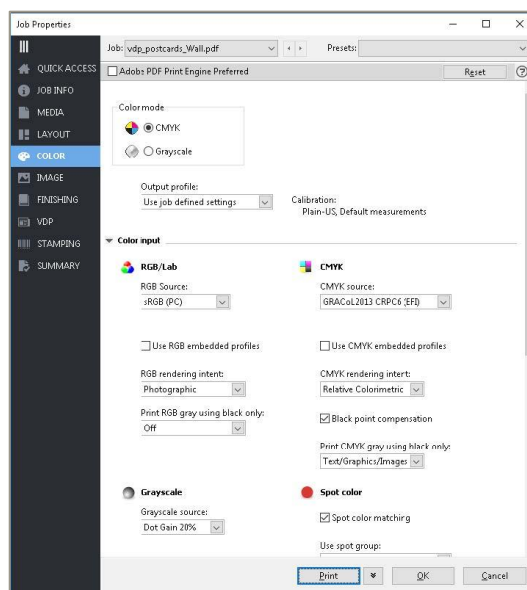 Job Properties
Job: vdp_postcards_Wall.pdf Presets:
QUICK ACCESS
JOB INFO
MEDIA
LAYOUT
COLOR
IMAGE
FINISHING
VDP
STAMPING
SUMMARY
Adobe PDF Print Engine Preferred Reset
Color mode
CMYK
Grayscale
Output profile:
Use job defined settings
Calibration:
Plain-US, Default measurements
Color input
RGB/Lab
RGB Source:
sRGB (PC)
Use RGB embedded profiles
RGB rendering intent:
Photographic
Print RGB gray using black only:
Off
CMYK
CMYK source:
GRACoL2013 CRPC6 (EFI)
Use CMYK embedded profiles
CMYK rendering intent:
Relative Colorimetric
Black point compensation
Print CMYK gray using black only:
Text/Graphics/Images
Grayscale
Grayscale source:
Dot Gain 20%
Spot color
Spot color matching
Use spot group:
Print OK Cancel